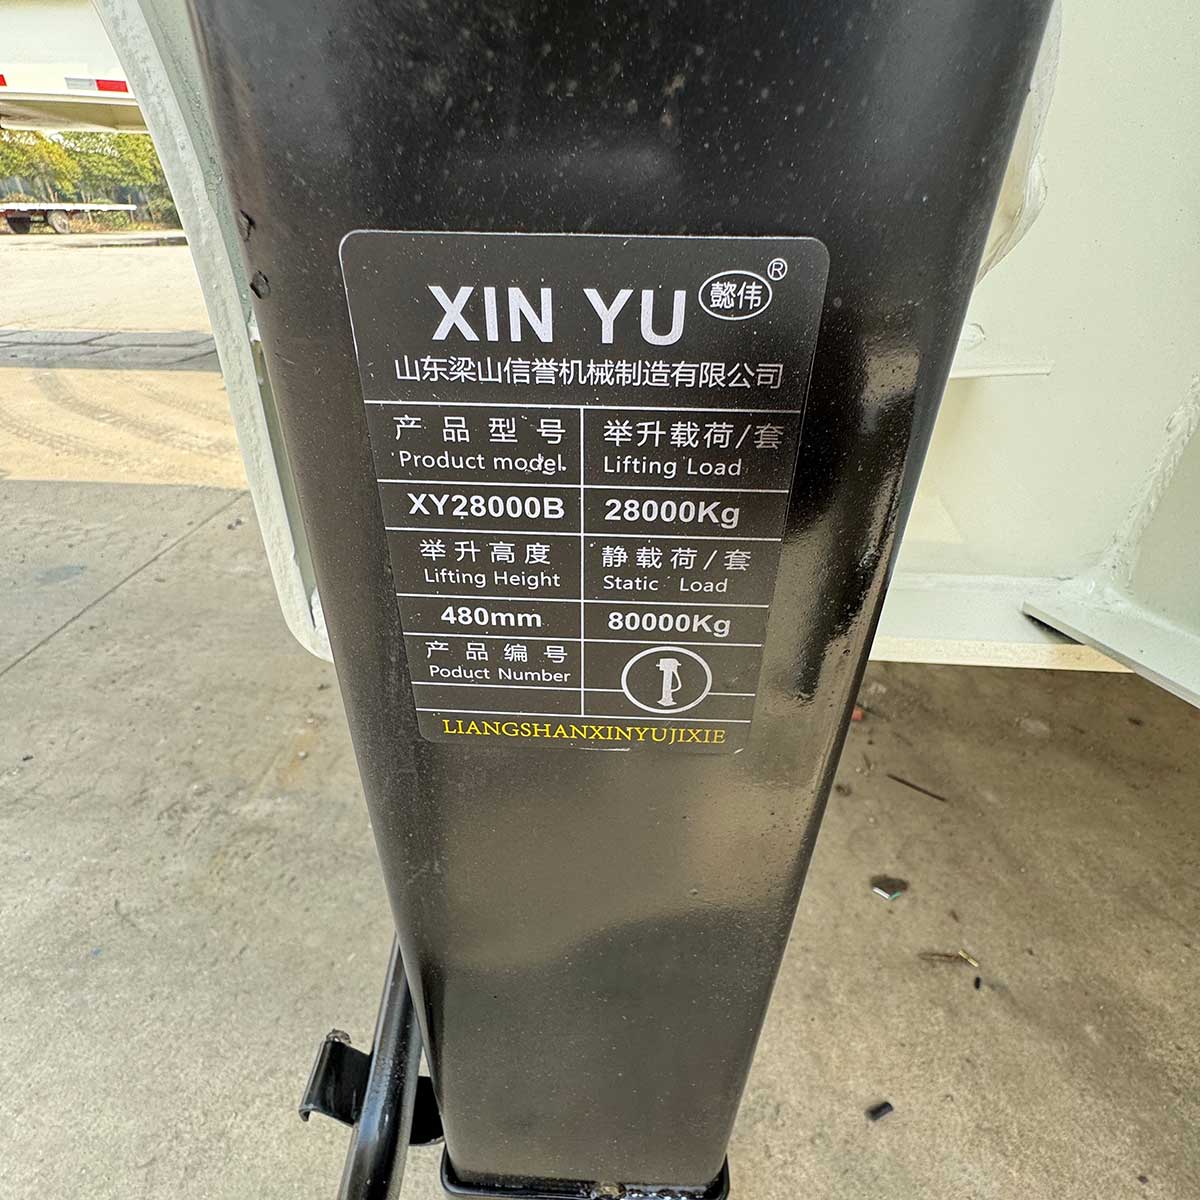 XIN YU 懿伟 ®
山东梁山信誉机械制造有限公司
产品型号 举升载荷/套
Product model. Lifting Load
XY28000B 28000Kg
举升高度 静载荷/套
Lifting Height Static Load
480mm 80000Kg
产品编号
Poduct Number
LIANGSHANXINYUJIXIE